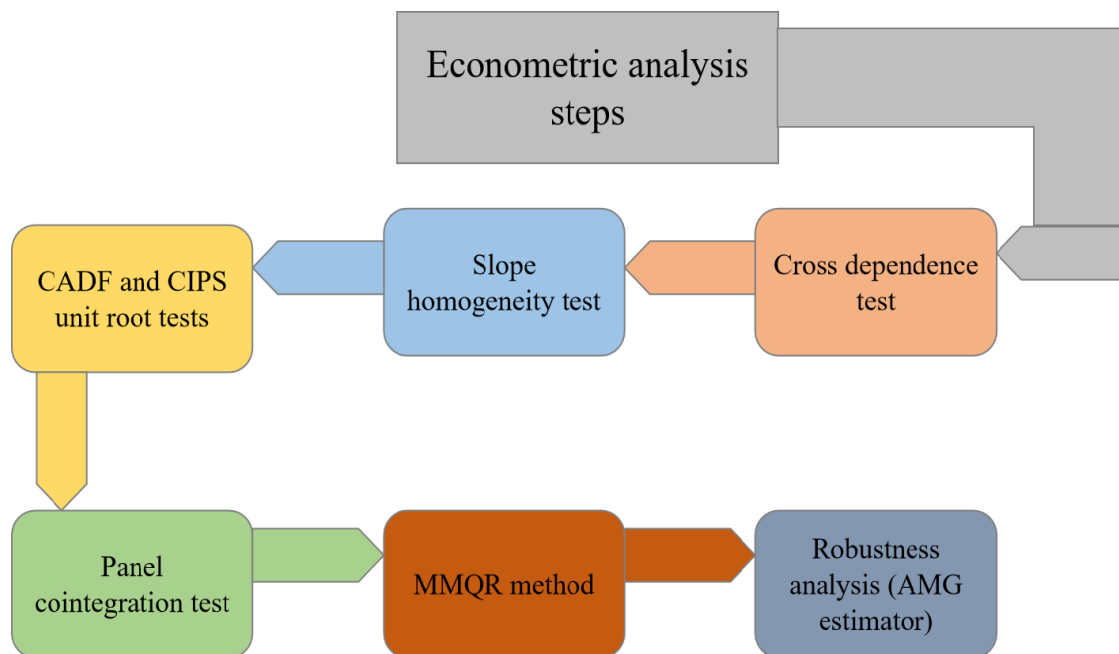 Econometric analysis
steps
Cross dependence
test
Slope
homogeneity test
CADF and CIPS
unit root tests
Panel
cointegration test
MMQR method
Robustness
analysis (AMG
estimator)